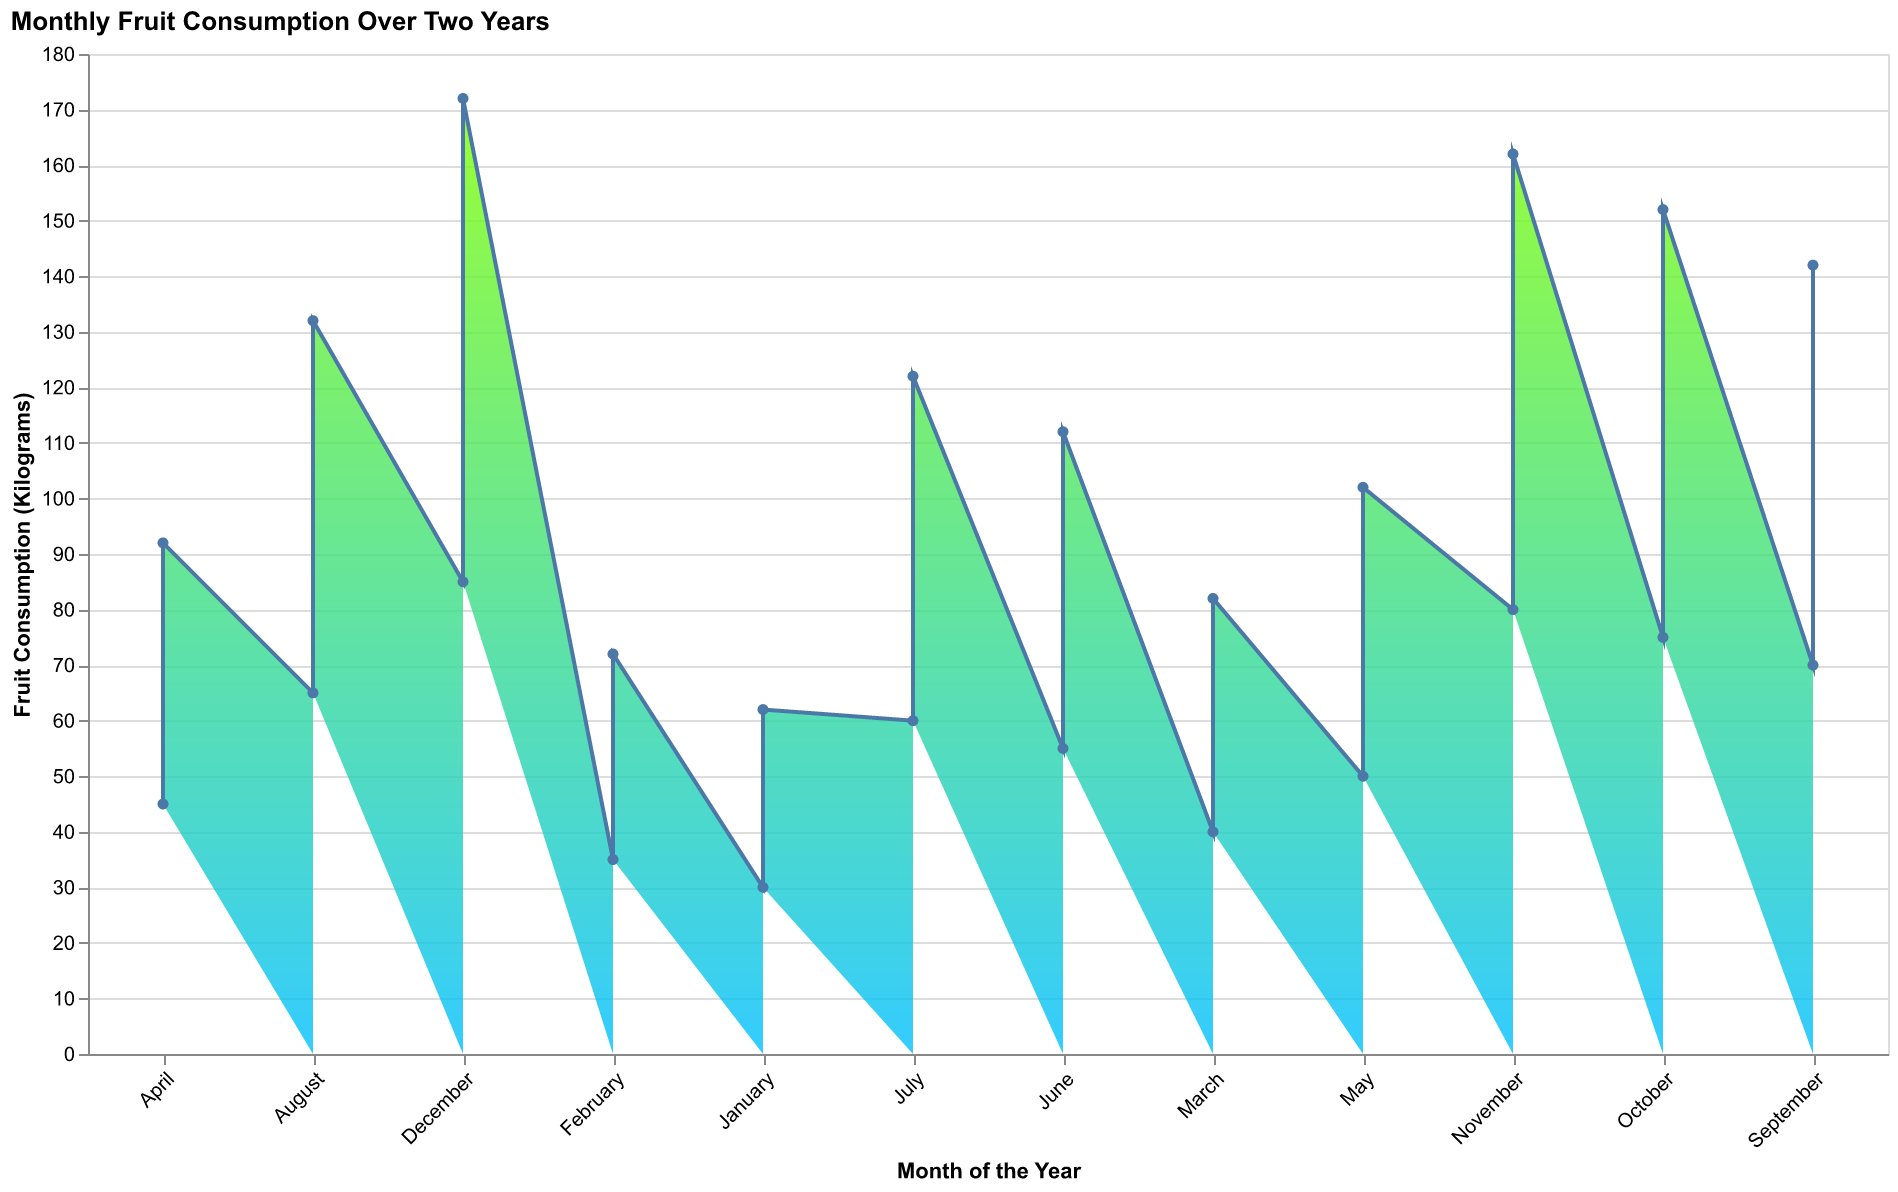 Monthly Fruit Consumption Over Two Years
180
170
160
150
140
130
120
110
100
90
80
70
60
50
40
30
20
10
0
Fruit Consumption (Kilograms)
April
August
December
February
January
July
June
March
May
November
October
September
Month of the Year